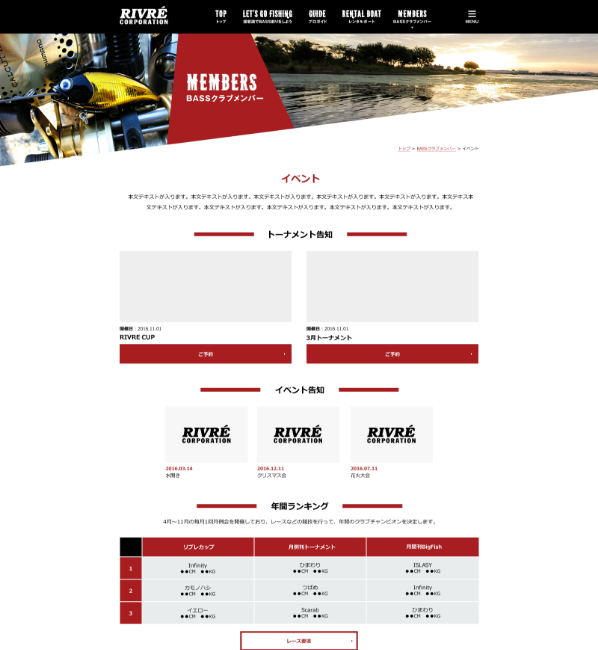 RIVRÉ
CORPORATION
TOP
トップ
LET'S GO FISHING
琵琶湖でBASS釣りをしよう
GUIDE
プロガイド
RENTAL BOAT
レンタルボート
MEMBERS
BASSクラブメンバー
MENU
MEMBERS
BASSクラブメンバー
トップ > BASSクラブメンバー > イベント
イベント
本文テキストが入ります。本文テキストが入ります。本文テキストが入ります。本文テキストが入ります。本文テキストが入ります。本文テキス本
文テキストが入ります。本文テキストが入ります。本文テキストが入ります。本文テキストが入ります。本文テキストが入ります。
トーナメント告知
開催日：2016.11.01
RIVRE CUP
ご予約
開催日：2016.11.01
3月トーナメント
ご予約
イベント告知
RIVRÉ
CORPORATION
2016.03.14
お開き
RIVRÉ
CORPORATION
2016.12.11
クリスマス会
RIVRÉ
CORPORATION
2016.07.31
花火大会
年間ランキング
4月～11月の毎月1回月例会を開催しており、レースなどの競技を行って、年間のクラブチャンピオンを決定します。
リブレカップ
月例刊トーナメント
月間刊BigFish
1
Infinity
●●CM ●●KG
ひまわり
●●CM ●●KG
ISLASY
●●CM ●●KG
2
カモノハシ
●●CM ●●KG
つばめ
●●CM ●●KG
Infinity
●●CM ●●KG
3
イエロー
●●CM ●●KG
Scarab
●●CM ●●KG
ひまわり
●●CM ●●KG